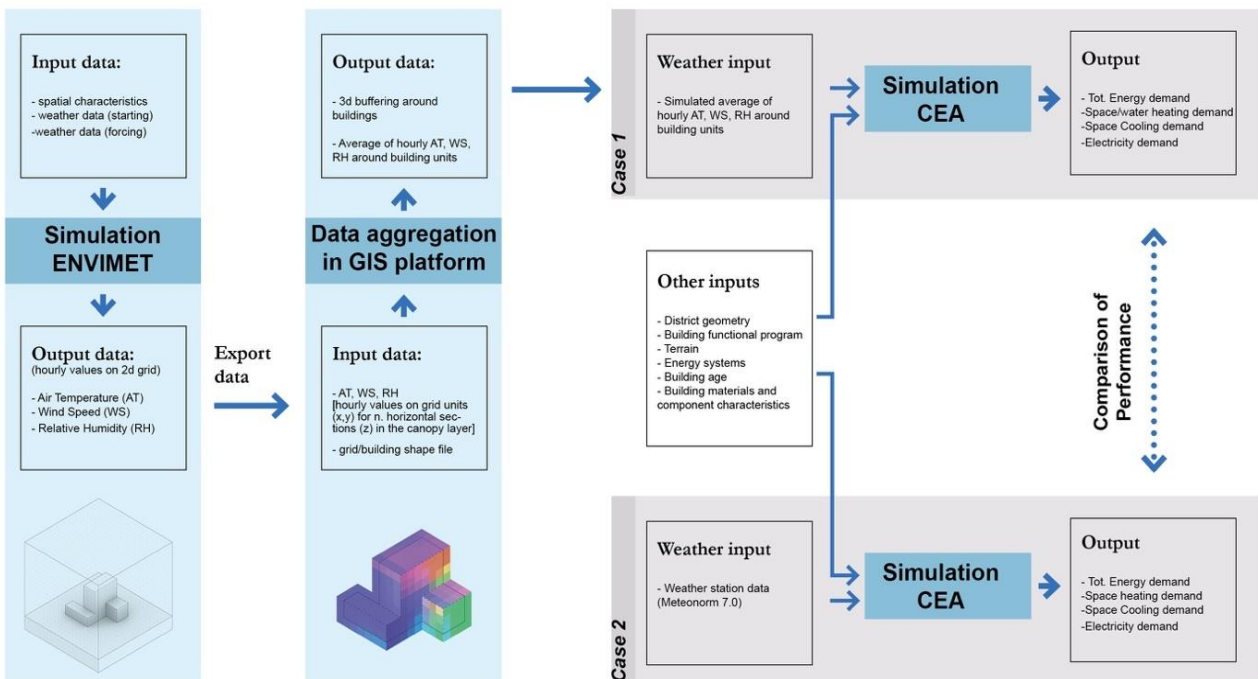 Input data:
- spatial characteristics
- weather data (starting)
-weather data (forcing)
Simulation
ENVIMET
Output data:
(hourly values on 2d grid)
- Air Temperature (AT)
- Wind Speed (WS)
- Relative Humidity (RH)
Export
data
Output data:
- 3d buffering around
buildings
- Average of hourly AT, WS,
RH around building units
Data aggregation
in GIS platform
Input data:
- AT, WS, RH
[hourly values on grid units
(x,y) for n. horizontal sec-
tions (z) in the canopy layer]
- grid/building shape file
Case 1
Weather input
- Simulated average of
hourly AT, WS, RH around
building units
Simulation
CEA
Output
- Tot. Energy demand
-Space/water heating demand
- Space Cooling demand
-Electricity demand
Other inputs
- District geometry
- Building functional program
- Terrain
- Energy systems
- Building age
- Building materials and
component characteristics
Comparison of
Performance
Case 2
Weather input
- Weather station data
(Meteonorm 7.0)
Simulation
CEA
Output
- Tot. Energy demand
- Space heating demand
- Space Cooling demand
-Electricity demand